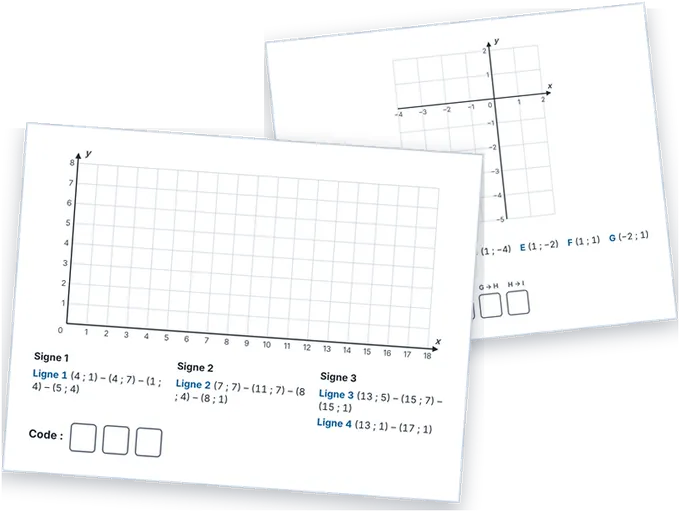 y
2
1
x
-4 -3 -2 -1 0 1 2
-1
-2
-4
-5
(1 ; -4) E (1 ; -2) F (1 ; 1) G (-2 ; 1)
G → H H → I
y
8
7
6
5
4
3
2
1
0 1 2 3 4 5 6 7 8 9 10 11 12 13 14 15 16 17 18
x
Signe 1
Ligne 1 (4 ; 1) – (4 ; 7) – (1 ;
4) – (5 ; 4)
Signe 2
Ligne 2 (7 ; 7) – (11 ; 7) – (8
; 4) – (8 ; 1)
Signe 3
Ligne 3 (13 ; 5) – (15 ; 7) –
(15 ; 1)
Ligne 4 (13 ; 1) – (17 ; 1)
Code :